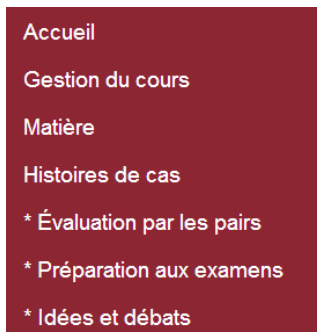 Accueil
Gestion du cours
Matière
Histoires de cas
* Évaluation par les pairs
* Préparation aux examens
* Idées et débats